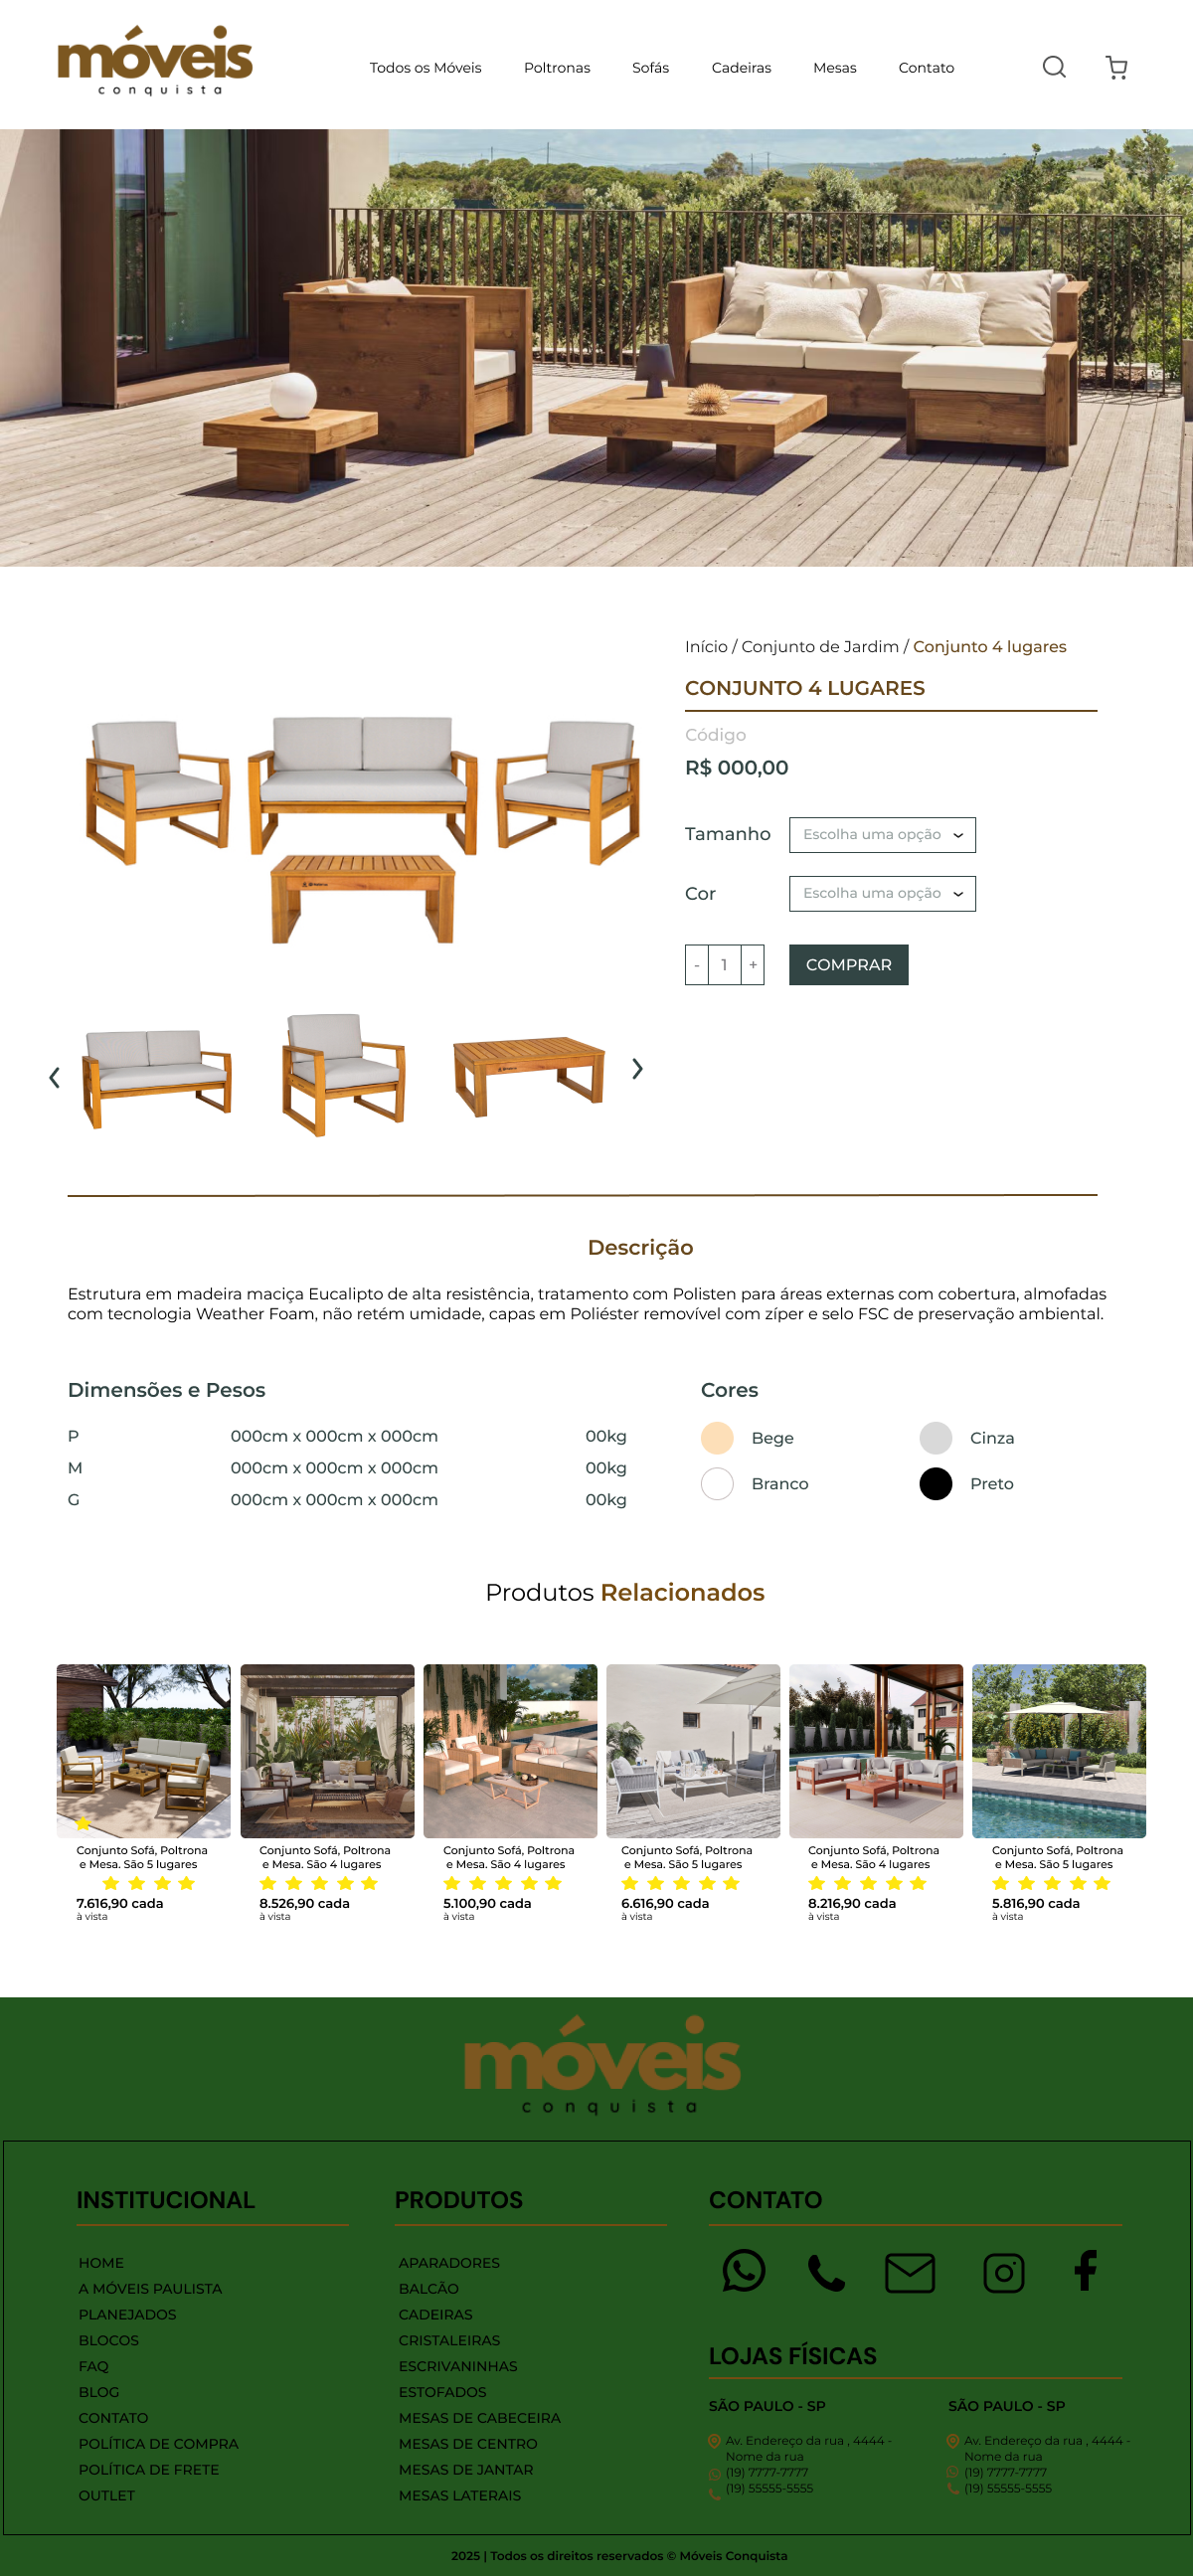 móveis
conquista
Todos os Móveis
Poltronas
Sofás
Cadeiras
Mesas
Contato
Início / Conjunto de Jardim / Conjunto 4 lugares
CONJUNTO 4 LUGARES
Código
R$ 000,00
Tamanho
Escolha uma opção
Cor
Escolha uma opção
- 1 +
COMPRAR
Descrição
Estrutura em madeira maciça Eucalipto de alta resistência, tratamento com Polisten para áreas externas com cobertura, almofadas
com tecnologia Weather Foam, não retém umidade, capas em Poliéster removível com zíper e selo FSC de preservação ambiental.
Dimensões e Pesos
P 000cm x 000cm x 000cm 00kg
M 000cm x 000cm x 000cm 00kg
G 000cm x 000cm x 000cm 00kg
Cores
Bege
Cinza
Branco
Preto
Produtos Relacionados
Conjunto Sofá, Poltrona
e Mesa. São 5 lugares
7.616,90 cada
à vista
Conjunto Sofá, Poltrona
e Mesa. São 4 lugares
8.526,90 cada
à vista
Conjunto Sofá, Poltrona
e Mesa. São 4 lugares
5.100,90 cada
à vista
Conjunto Sofá, Poltrona
e Mesa. São 5 lugares
6.616,90 cada
à vista
Conjunto Sofá, Poltrona
e Mesa. São 4 lugares
8.216,90 cada
à vista
Conjunto Sofá, Poltrona
e Mesa. São 5 lugares
5.816,90 cada
à vista
móveis
conquista
INSTITUCIONAL
HOME
A MÓVEIS PAULISTA
PLANEJADOS
BLOCOS
FAQ
BLOG
CONTATO
POLÍTICA DE COMPRA
POLÍTICA DE FRETE
OUTLET
PRODUTOS
APARADORES
BALCÃO
CADEIRAS
CRISTALEIRAS
ESCRIVANINHAS
ESTOFADOS
MESAS DE CABECEIRA
MESAS DE CENTRO
MESAS DE JANTAR
MESAS LATERAIS
CONTATO
LOJAS FÍSICAS
SÃO PAULO - SP
Av. Endereço da rua , 4444 -
Nome da rua
(19) 7777-7777
(19) 55555-5555
SÃO PAULO - SP
Av. Endereço da rua , 4444 -
Nome da rua
(19) 7777-7777
(19) 55555-5555
2025 | Todos os direitos reservados © Móveis Conquista